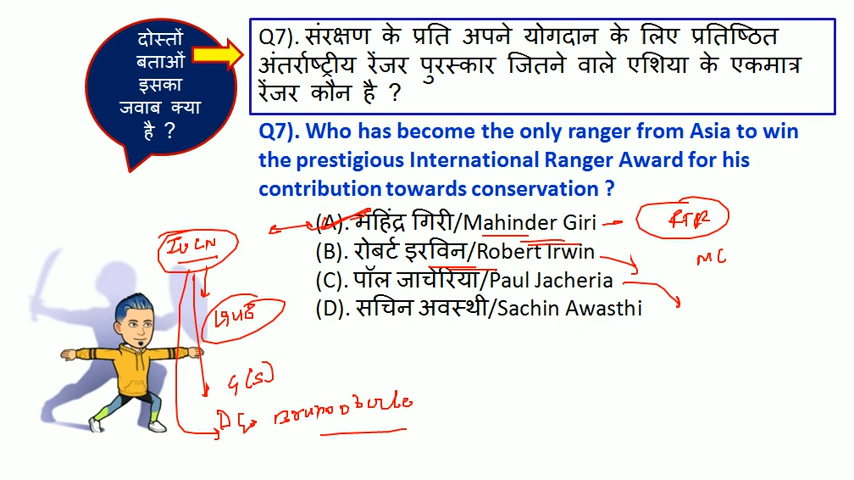 दोस्तों
बताओं
इसका
जवाब क्या
है ?
Q7). संरक्षण के प्रति अपने योगदान के लिए प्रतिष्ठित
अंतर्राष्ट्रीय रेंजर पुरस्कार जितने वाले एशिया के एकमात्र
रेंजर कौन है ?
Q7). Who has become the only ranger from Asia to win
the prestigious International Ranger Award for his
contribution towards conservation ?
(A). महिंद्र गिरी/Mahinder Giri
(B). रोबर्ट इरविन/Robert Irwin
(C). पॉल जाचेरिया/Paul Jacheria
(D). सचिन अवस्थी/Sachin Awasthi
RTR
MC
IUCN
G(S)